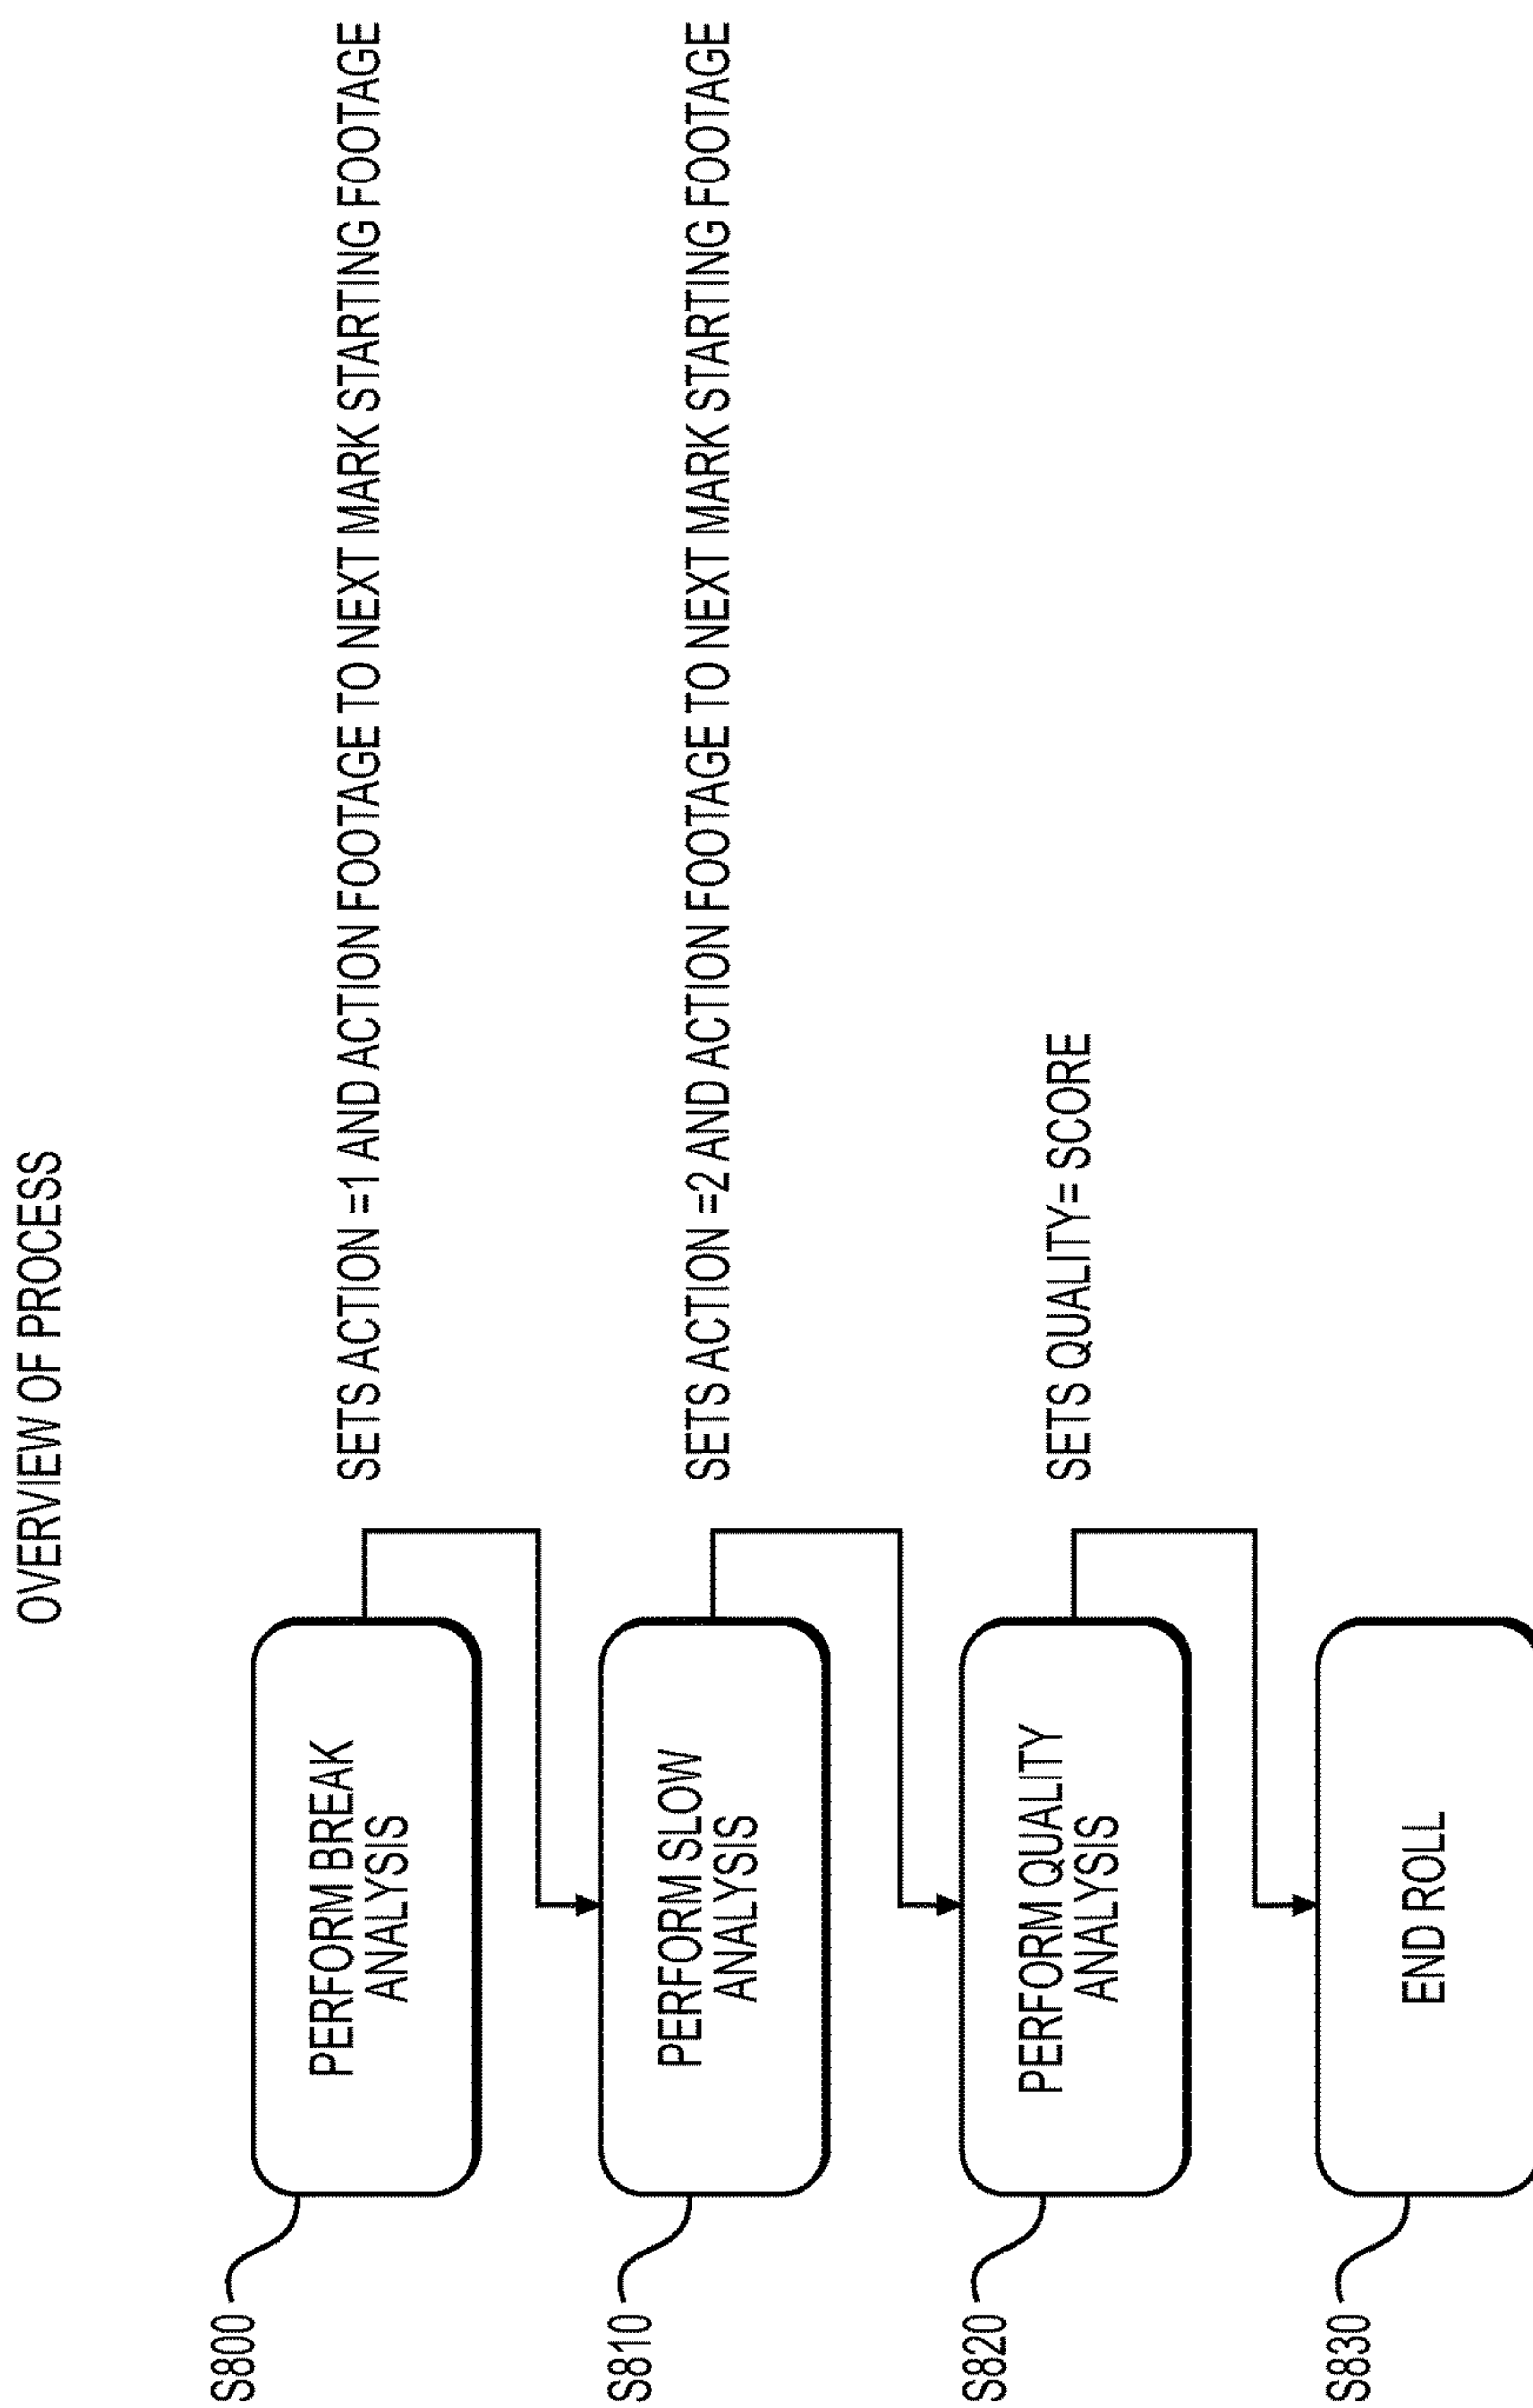 OVERVIEW OF PROCESS
S800
PERFORM BREAK
ANALYSIS
SETS ACTION =1 AND ACTION FOOTAGE TO NEXT MARK STARTING FOOTAGE
S810
PERFORM SLOW
ANALYSIS
SETS ACTION =2 AND ACTION FOOTAGE TO NEXT MARK STARTING FOOTAGE
S820
PERFORM QUALITY
ANALYSIS
SETS QUALITY= SCORE
S830
END ROLL